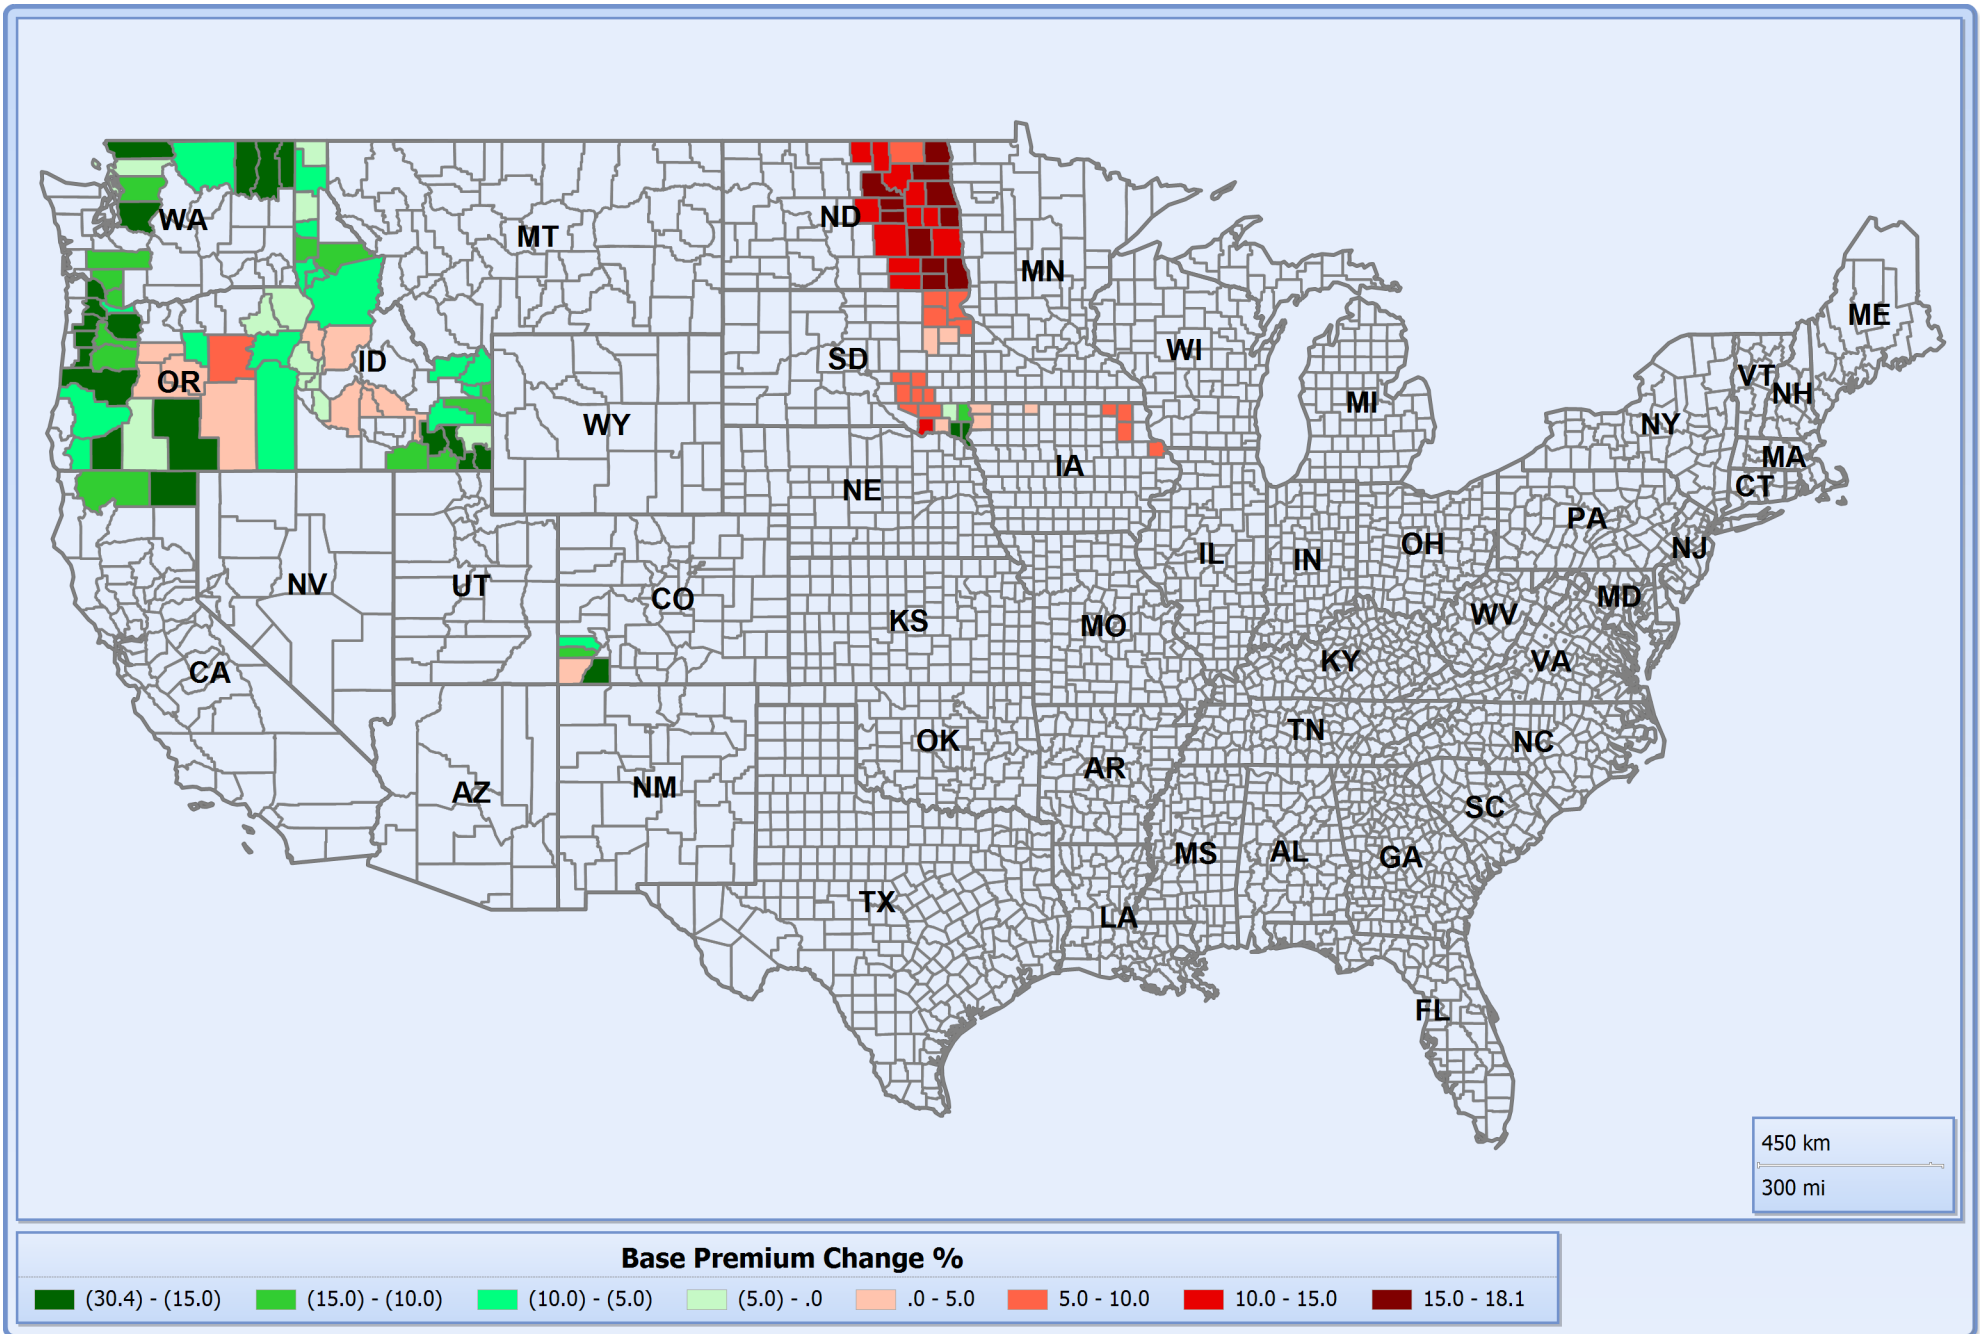 WA
MT
ND
MN
ME
OR
ID
SD
WI
MI
VT
NH
NY
WY
IA
MA
CT
NE
PA
NV
UT
CO
KS
MO
IL
IN
OH
NJ
MD
WV
CA
KY
VA
AZ
NM
OK
AR
TN
NC
SC
TX
LA
MS
AL
GA
FL
450 km
300 mi
Base Premium Change %
(30.4) - (15.0) (15.0) - (10.0) (10.0) - (5.0) (5.0) - .0 .0 - 5.0 5.0 - 10.0 10.0 - 15.0 15.0 - 18.1